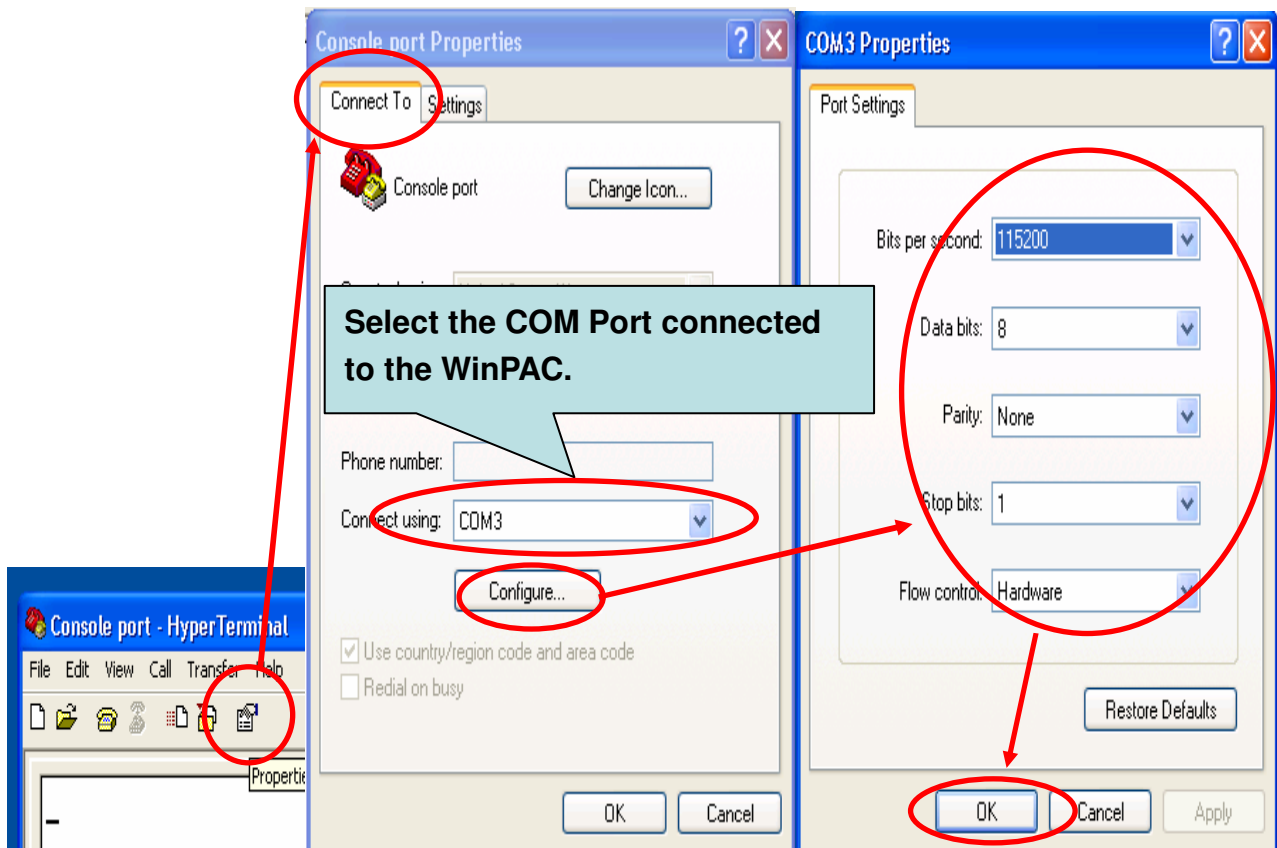 Console port Properties
Connect To
Settings
Console port
Change Icon...
Select the COM Port connected
to the WinPAC.
Phone number:
Connect using:
COM3
Configure...
Use country/region code and area code
Redial on busy
OK
Cancel
COM3 Properties
Port Settings
Bits per second:
115200
Data bits:
8
Parity:
None
Stop bits:
1
Flow control:
Hardware
Restore Defaults
OK
Cancel
Apply
Console port - HyperTerminal
File Edit View Call Transfer Help
Propertie